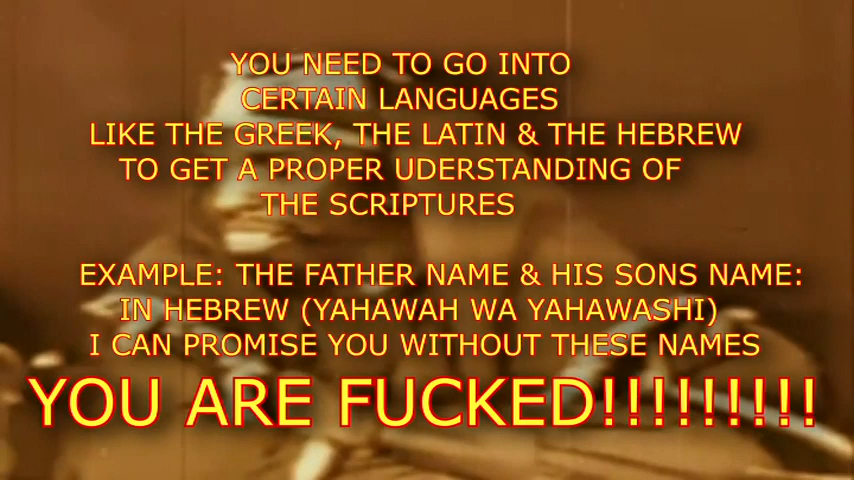 YOU NEED TO GO INTO
CERTAIN LANGUAGES
LIKE THE GREEK, THE LATIN & THE HEBREW
TO GET A PROPER UDERSTANDING OF
THE SCRIPTURES
EXAMPLE: THE FATHER NAME & HIS SONS NAME:
IN HEBREW (YAHAWAH WA YAHAWASHI)
I CAN PROMISE YOU WITHOUT THESE NAMES
YOU ARE FUCKED!!!!!!!!!